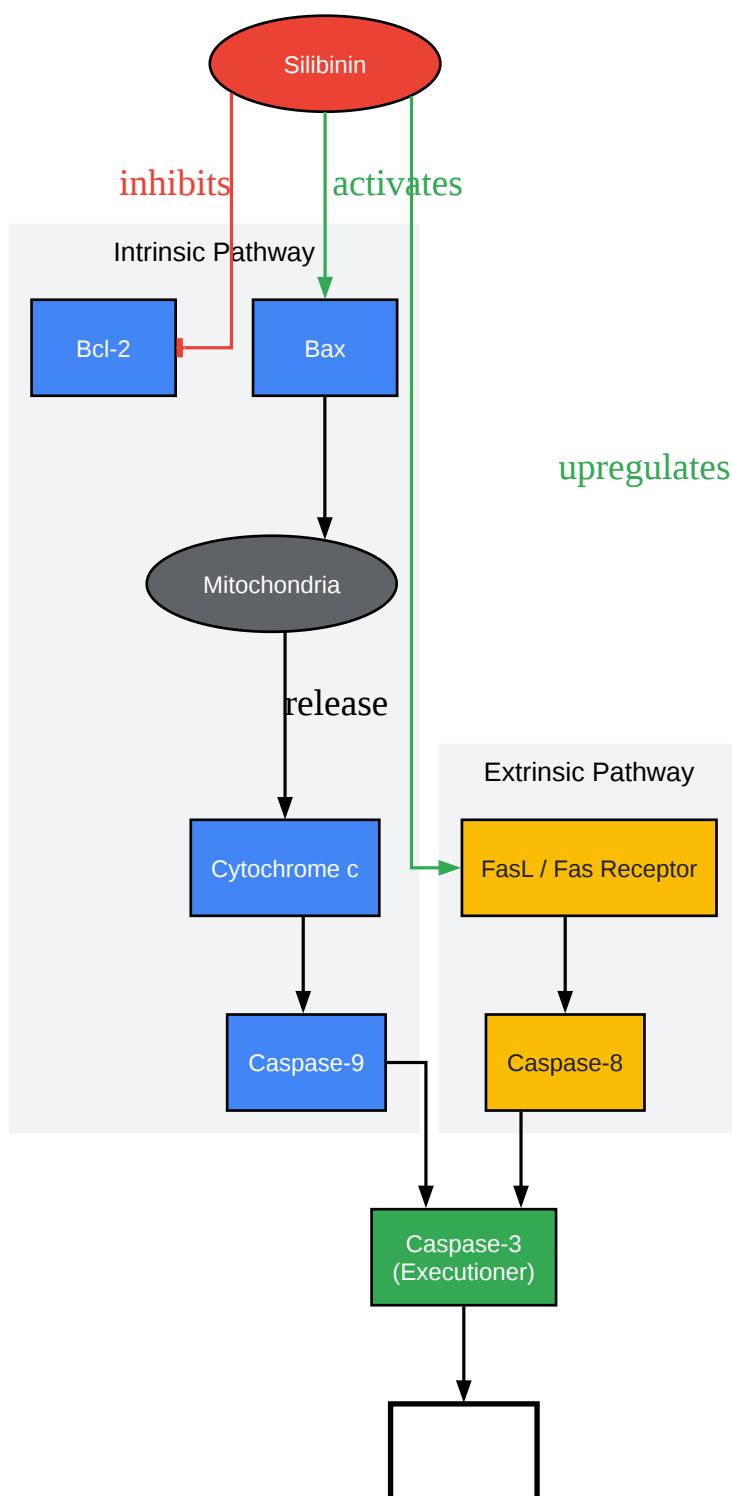 Silibinin
inhibits
activates
Intrinsic Pathway
Bcl-2
Bax
upregulates
Mitochondria
release
Extrinsic Pathway
Cytochrome c
FasL / Fas Receptor
Caspase-9
Caspase-8
Caspase-3
(Executioner)